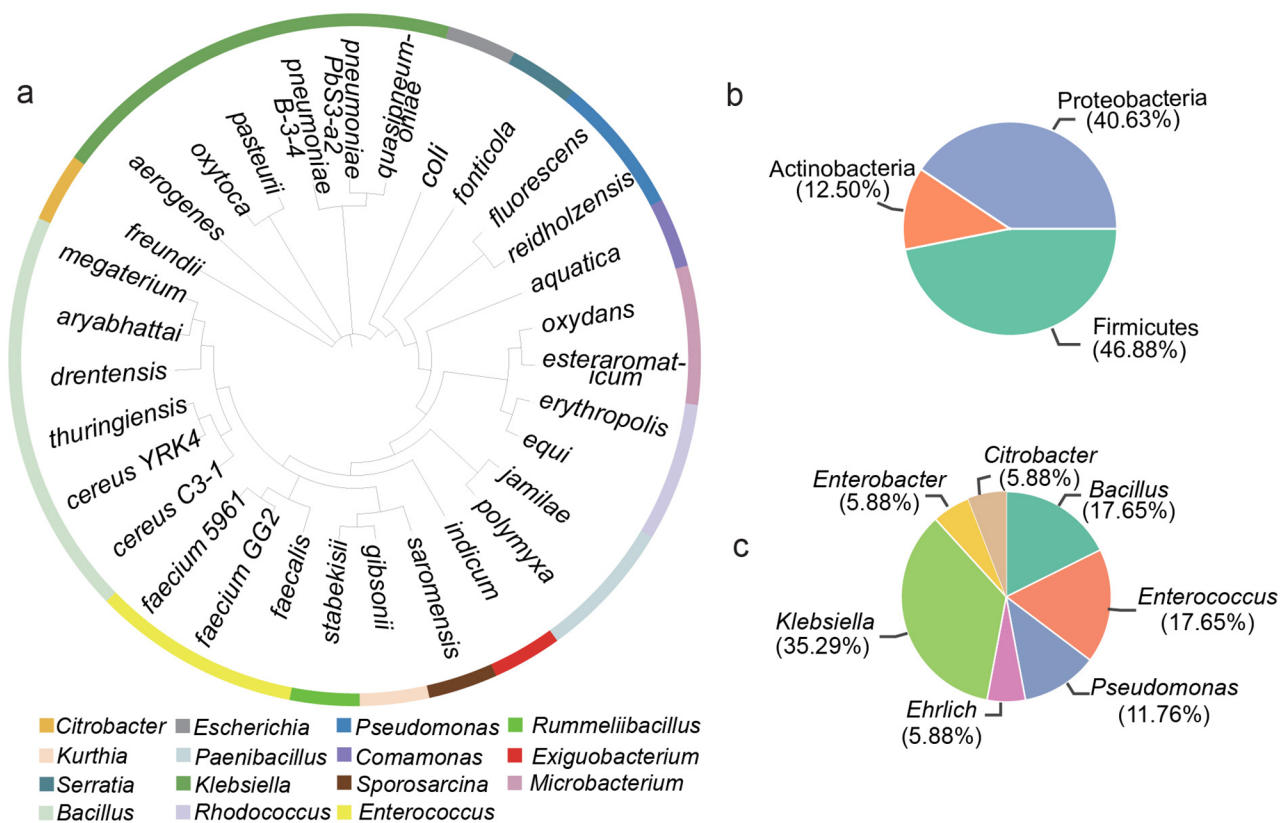 a
aerogenes
oxytoca
pasteurii
pneumoniae
B-3-4
pneumoniae
PbS3-a2
quasipneum-
oniae
coli
fonticola
fluorescens
reidholzensis
aquatica
oxydans
esteraromat-
icum
erythropolis
equi
jamilae
polymyxa
indicum
saromensis
gibsonii
stabekisii
faecalis
faecium GG2
faecium 5961
cereus C3-1
cereus YRK4
thuringiensis
drentensis
aryabhattai
megaterium
freundii
Citrobacter
Escherichia
Pseudomonas
Rummeliibacillus
Kurthia
Paenibacillus
Comamonas
Exiguobacterium
Serratia
Klebsiella
Sporosarcina
Microbacterium
Bacillus
Rhodococcus
Enterococcus
b
Proteobacteria
(40.63%)
Actinobacteria
(12.50%)
Firmicutes
(46.88%)
c
Citrobacter
(5.88%)
Enterobacter
(5.88%)
Bacillus
(17.65%)
Enterococcus
(17.65%)
Klebsiella
(35.29%)
Pseudomonas
(11.76%)
Ehrlich
(5.88%)